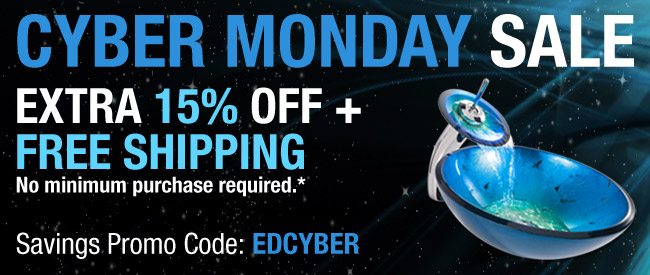 CYBER MONDAY SALE
EXTRA 15% OFF +
FREE SHIPPING
No minimum purchase required.*
Savings Promo Code: EDCYBER